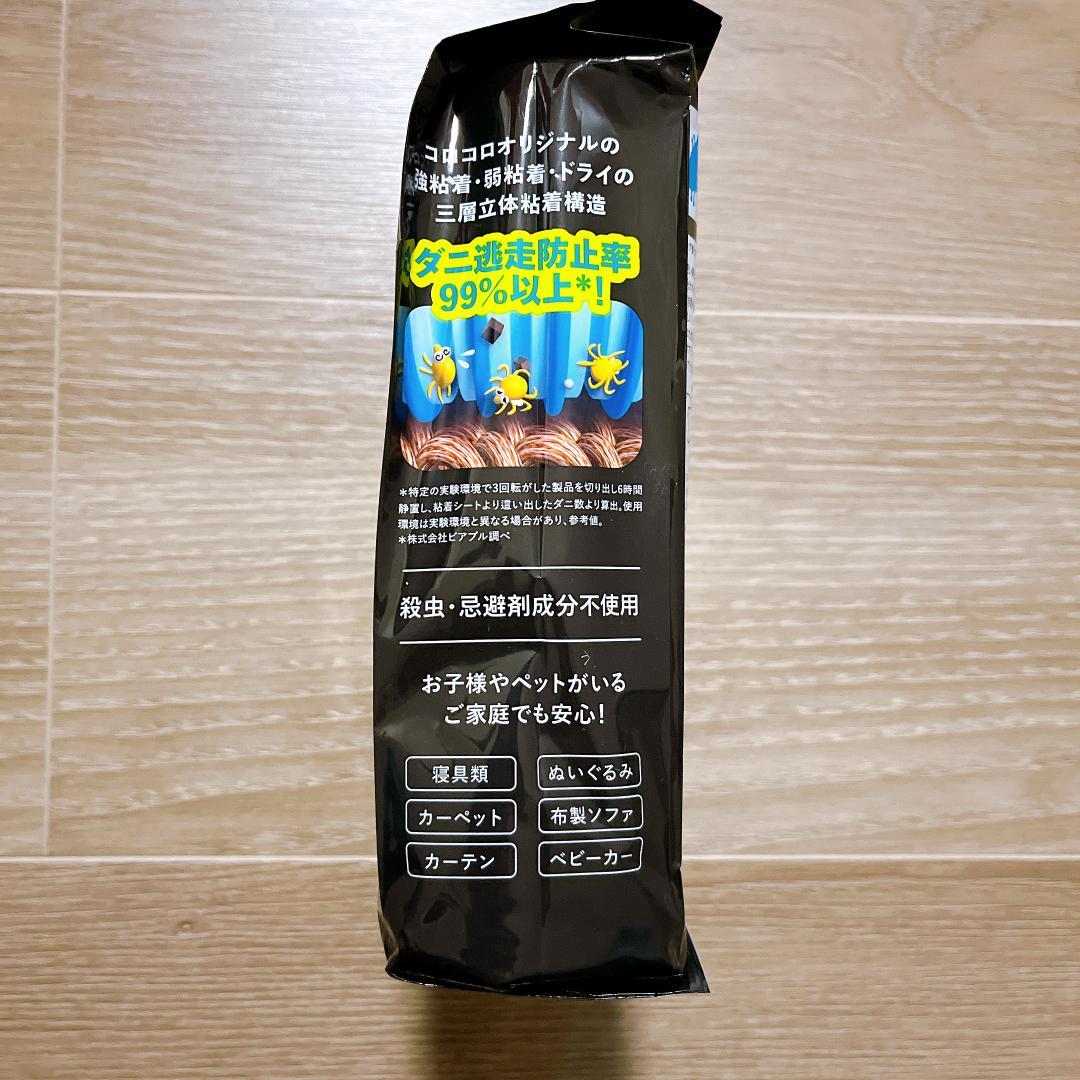 コロコロオリジナルの
強粘着・弱粘着・ドライの
三層立体粘着構造
ダニ逃走防止率
99%以上*!
*特定の実験環境で3回転がした製品を切り出し6時間
静置し、粘着シートより這い出したダニ数より算出。使用
環境は実験環境と異なる場合があり、参考値。
*株式会社ピアブル調べ
殺虫・忌避剤成分不使用
お子様やペットがいる
ご家庭でも安心!
寝具類
ぬいぐるみ
カーペット
布製ソファ
カーテン
ベビーカー